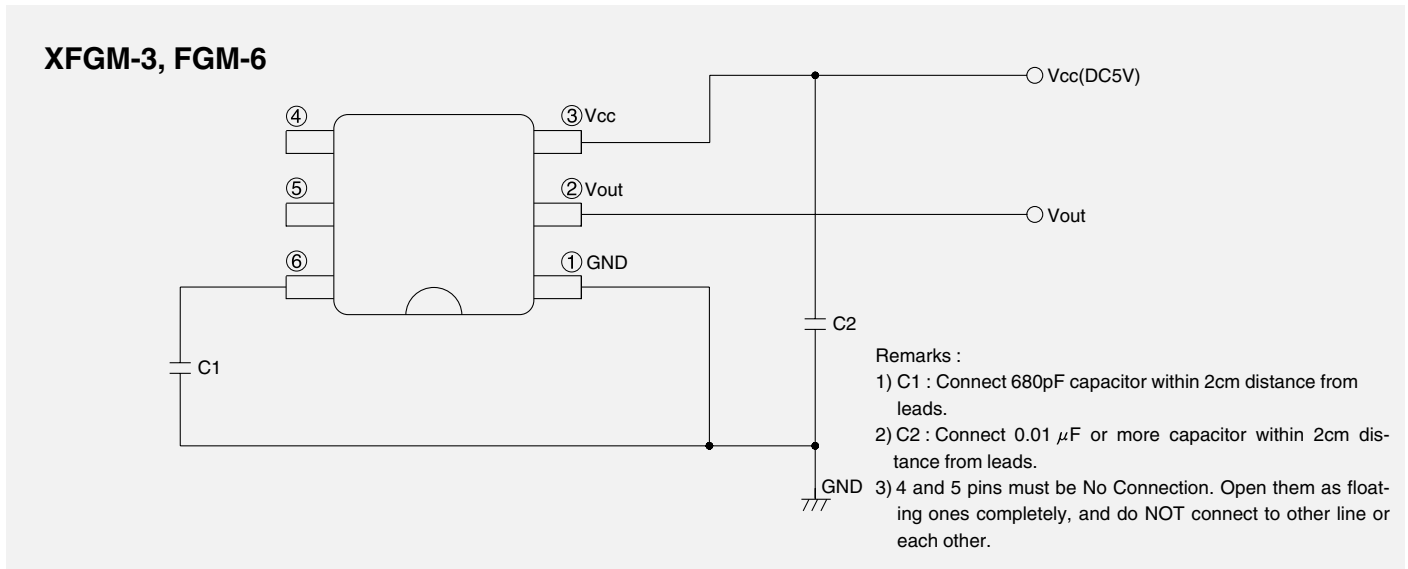 XFGM-3, FGM-6
Vcc(DC5V)
④
③Vcc
⑤
②Vout
Vout
⑥
① GND
C2
C1
Remarks :
1) C1 : Connect 680pF capacitor within 2cm distance from
leads.
2) C2 : Connect 0.01 μF or more capacitor within 2cm dis-
tance from leads.
GND
3) 4 and 5 pins must be No Connection. Open them as float-
ing ones completely, and do NOT connect to other line or
each other.